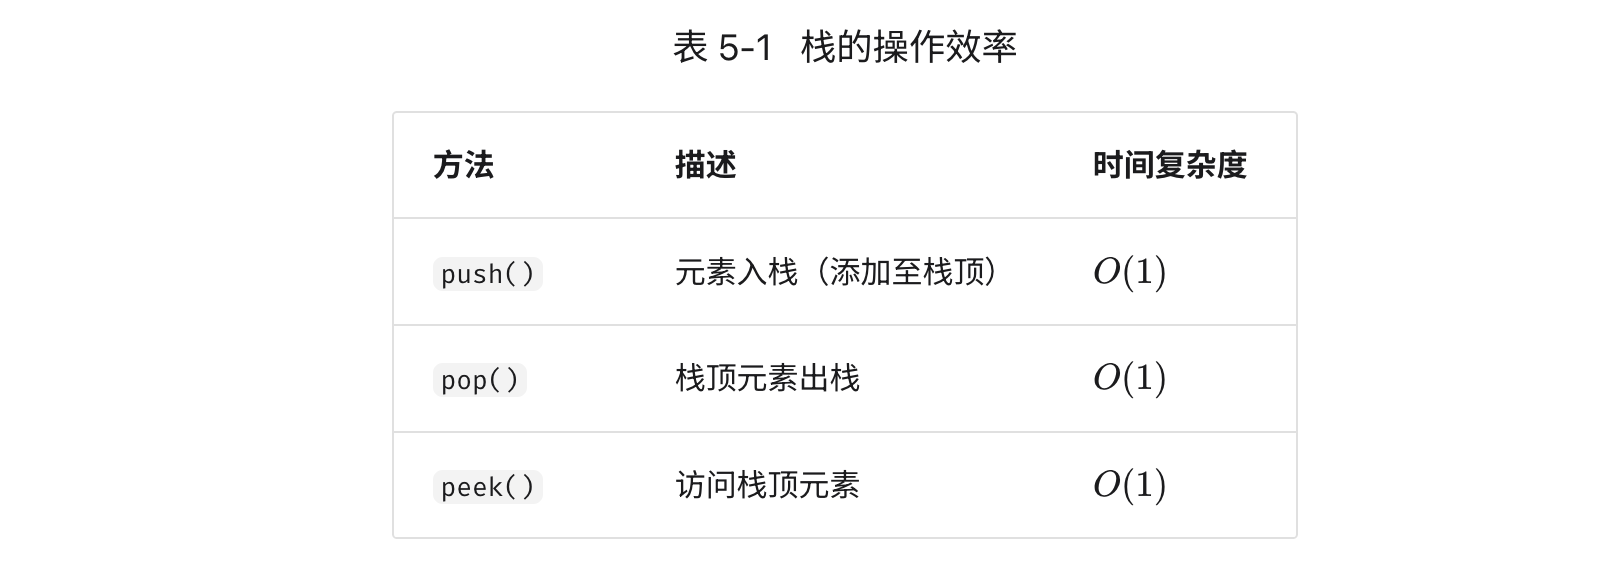 表 5-1 栈的操作效率
方法 描述 时间复杂度
push() 元素入栈（添加至栈顶） O(1)
pop() 栈顶元素出栈 O(1)
peek() 访问栈顶元素 O(1)